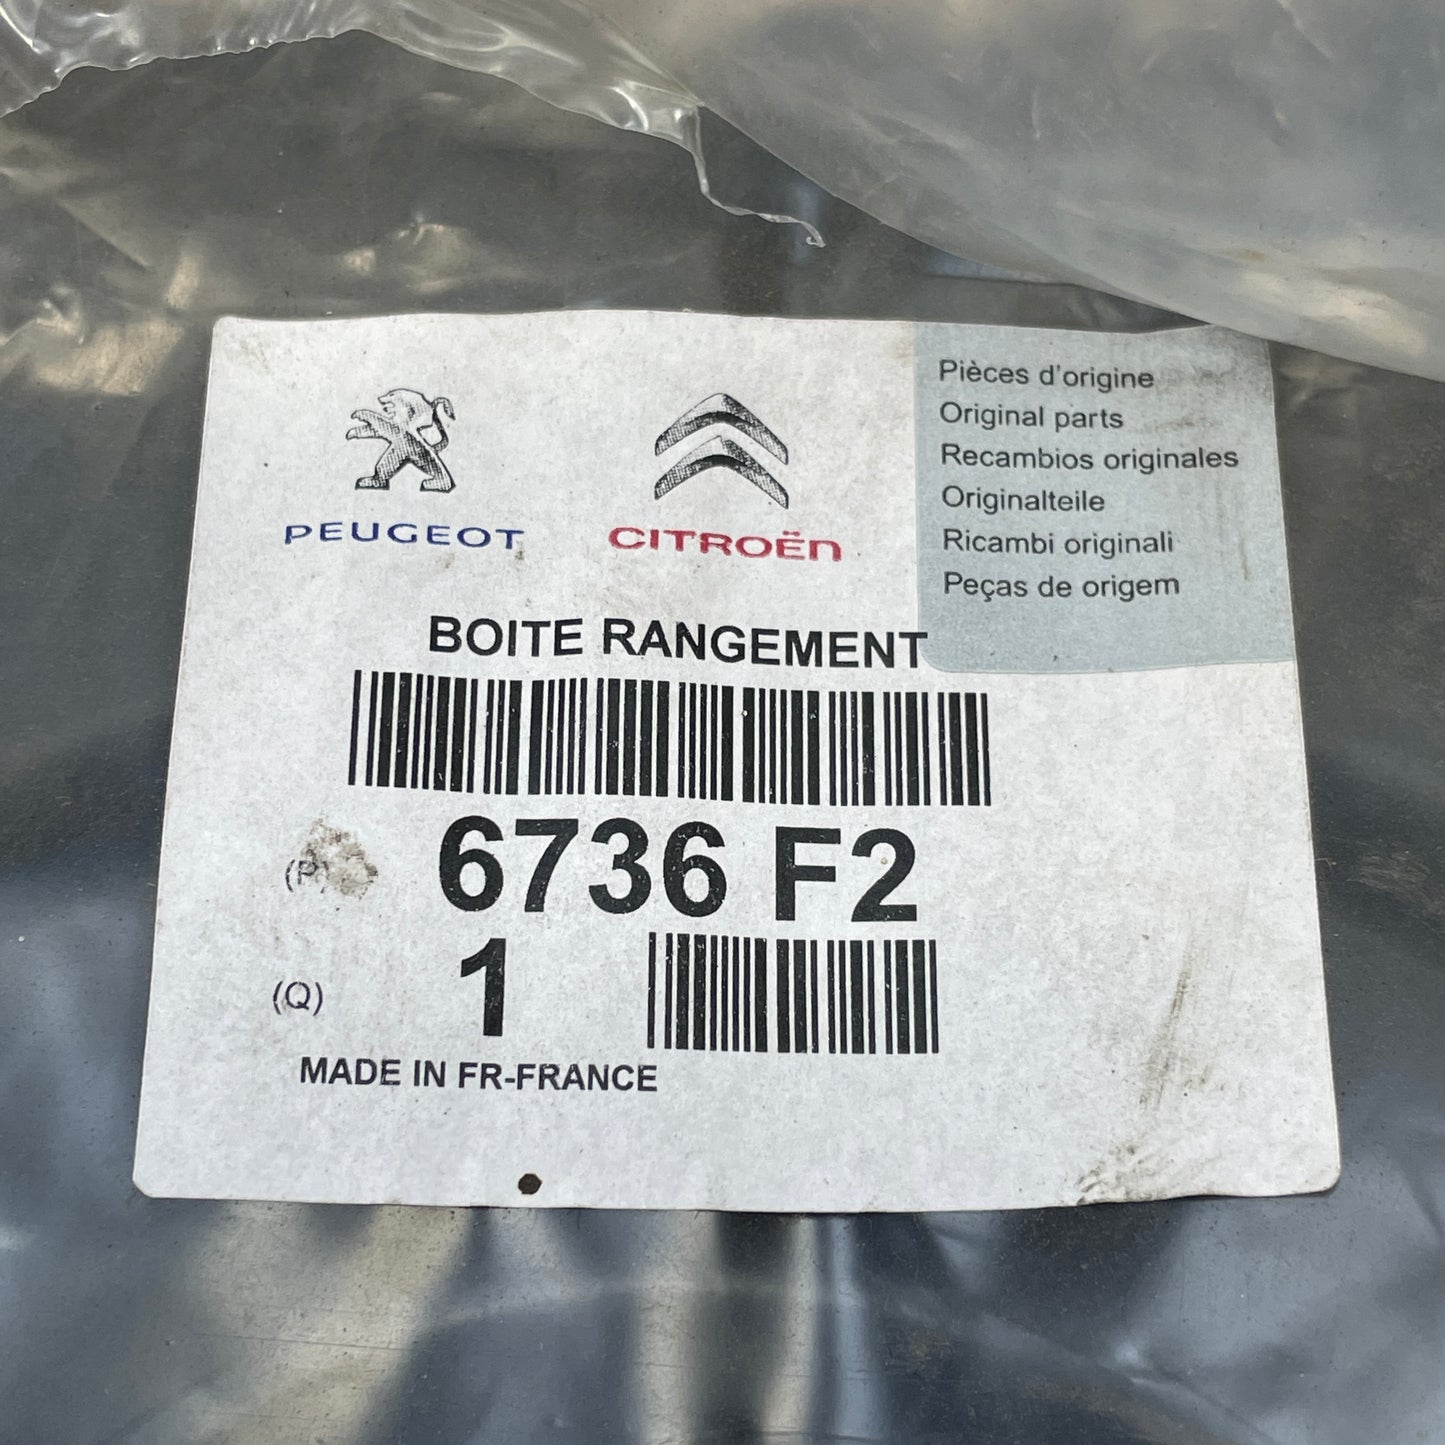 PEUGEOT
CITROËN
Pièces d'origine
Original parts
Recambios originales
Originalteile
Ricambi originali
Peças de origem
BOITE RANGEMENT
(P) 6736 F2
(Q) 1
MADE IN FR-FRANCE